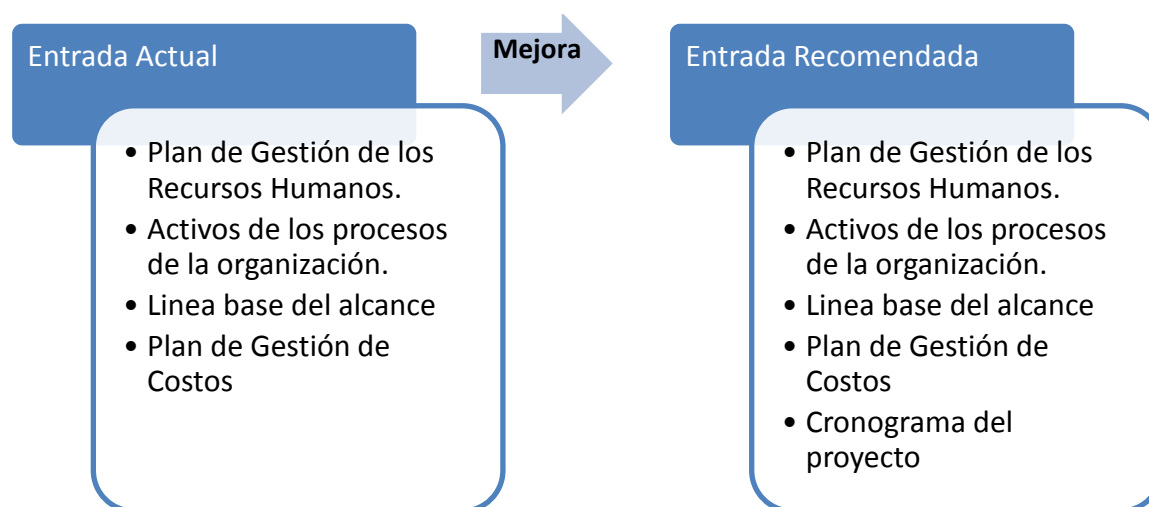 Entrada Actual
• Plan de Gestión de los
Recursos Humanos.
• Activos de los procesos
de la organización.
• Linea base del alcance
• Plan de Gestión de
Costos
Mejora
Entrada Recomendada
• Plan de Gestión de los
Recursos Humanos.
• Activos de los procesos
de la organización.
• Linea base del alcance
• Plan de Gestión de
Costos
• Cronograma del
proyecto